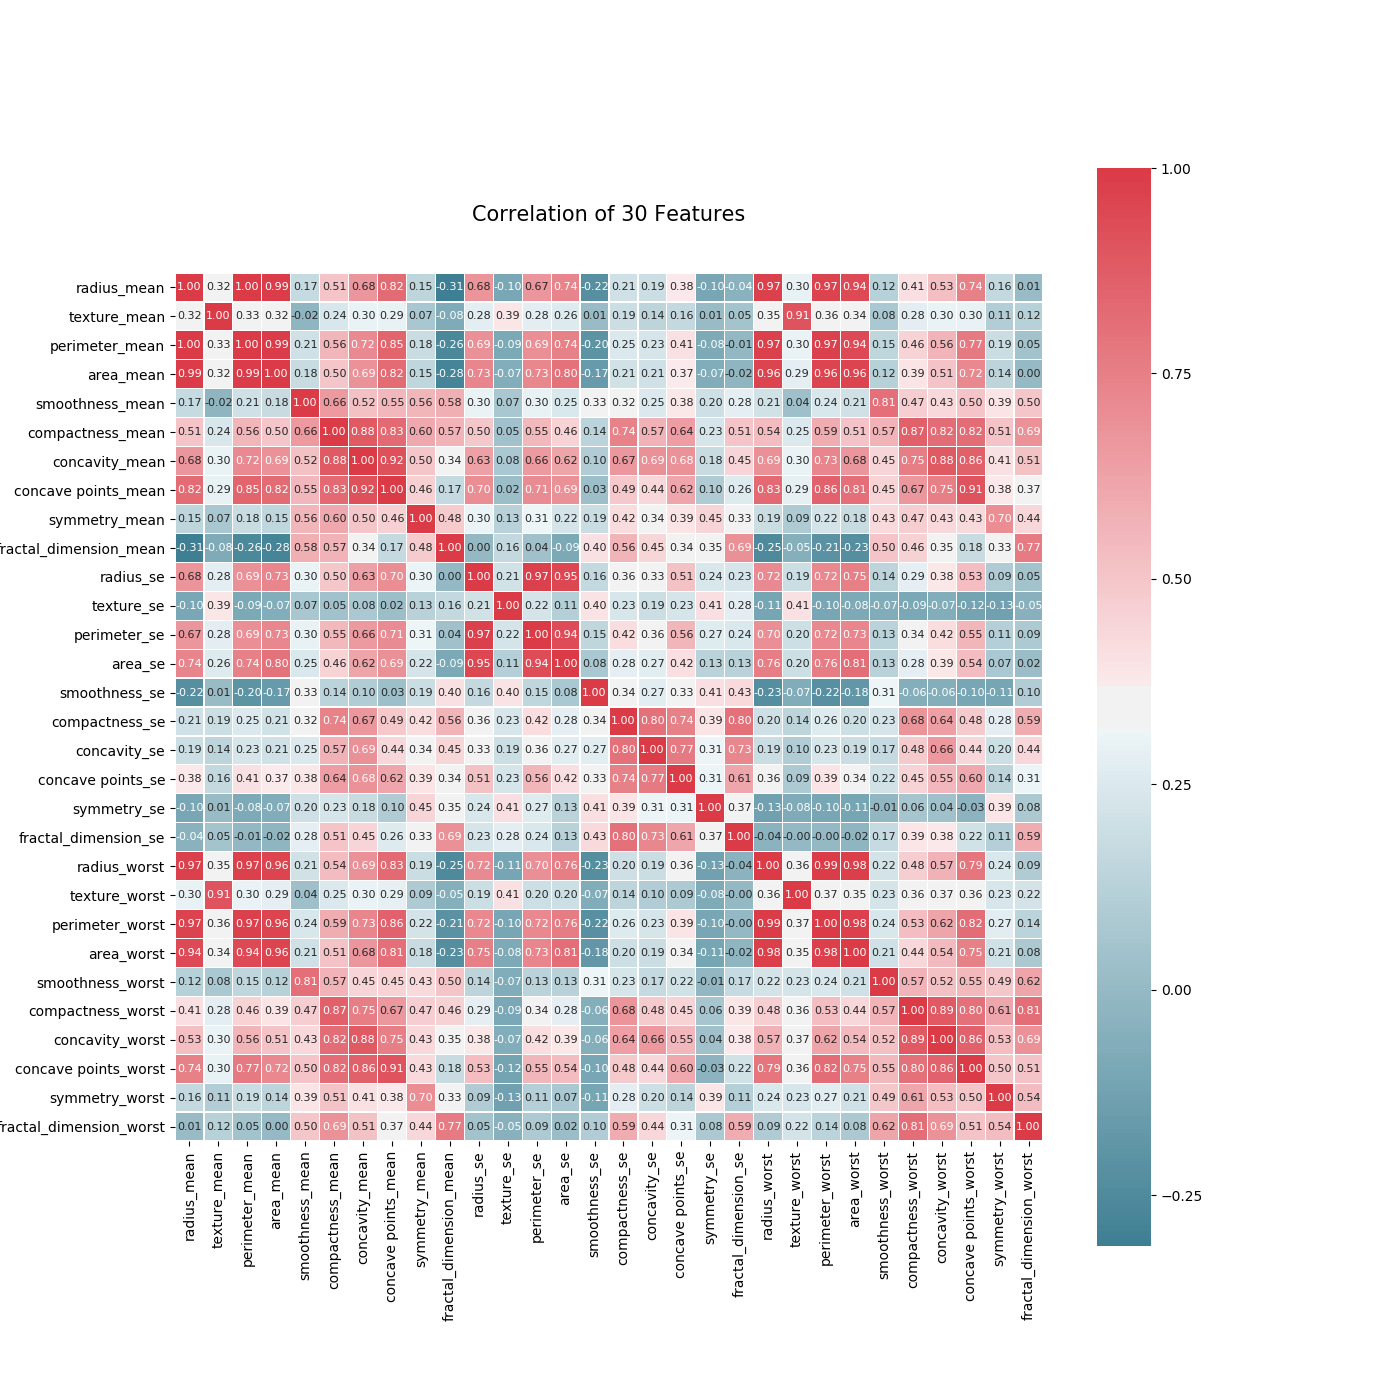 Correlation of 30 Features
radius_mean 1.00 0.32 1.00 0.99 0.17 0.51 0.68 0.82 0.15 -0.31 0.68 -0.10 0.67 0.74 -0.22 0.21 0.19 0.38 -0.10 -0.04 0.97 0.30 0.97 0.94 0.12 0.41 0.53 0.74 0.16 0.01
texture_mean 0.32 1.00 0.33 0.32 -0.02 0.24 0.30 0.29 0.07 -0.08 0.28 0.39 0.28 0.26 0.01 0.19 0.14 0.16 0.01 0.05 0.35 0.91 0.36 0.34 0.08 0.28 0.30 0.30 0.11 0.12
perimeter_mean 1.00 0.33 1.00 0.99 0.21 0.56 0.72 0.85 0.18 -0.26 0.69 -0.09 0.69 0.74 -0.20 0.25 0.23 0.41 -0.08 -0.01 0.97 0.30 0.97 0.94 0.15 0.46 0.56 0.77 0.19 0.05
area_mean 0.99 0.32 0.99 1.00 0.18 0.50 0.69 0.82 0.15 -0.28 0.73 -0.07 0.73 0.80 -0.17 0.21 0.21 0.37 -0.07 -0.02 0.96 0.29 0.96 0.96 0.12 0.39 0.51 0.72 0.14 0.00
smoothness_mean 0.17 -0.02 0.21 0.18 1.00 0.66 0.52 0.55 0.56 0.58 0.30 0.07 0.30 0.25 0.33 0.32 0.25 0.38 0.20 0.28 0.21 0.04 0.24 0.21 0.81 0.47 0.43 0.50 0.39 0.50
compactness_mean 0.51 0.24 0.56 0.50 0.66 1.00 0.88 0.83 0.60 0.57 0.50 0.05 0.55 0.46 0.14 0.74 0.57 0.64 0.23 0.51 0.54 0.25 0.59 0.51 0.57 0.87 0.82 0.82 0.51 0.69
concavity_mean 0.68 0.30 0.72 0.69 0.52 0.88 1.00 0.92 0.50 0.34 0.63 0.08 0.66 0.62 0.10 0.67 0.69 0.68 0.18 0.45 0.69 0.30 0.73 0.68 0.45 0.75 0.88 0.86 0.41 0.51
concave points_mean 0.82 0.29 0.85 0.82 0.55 0.83 0.92 1.00 0.46 0.17 0.70 0.02 0.71 0.69 0.03 0.49 0.44 0.62 0.10 0.26 0.83 0.29 0.86 0.81 0.45 0.67 0.75 0.91 0.38 0.37
symmetry_mean 0.15 0.07 0.18 0.15 0.56 0.60 0.50 0.46 1.00 0.48 0.30 0.13 0.31 0.22 0.19 0.42 0.34 0.39 0.45 0.33 0.19 0.09 0.22 0.18 0.43 0.47 0.43 0.43 0.70 0.44
fractal_dimension_mean -0.31 -0.08 -0.26 -0.28 0.58 0.57 0.34 0.17 0.48 1.00 0.00 0.16 0.04 -0.09 0.40 0.56 0.45 0.34 0.35 0.69 -0.25 -0.05 -0.21 -0.23 0.50 0.46 0.35 0.18 0.33 0.77
radius_se 0.68 0.28 0.69 0.73 0.30 0.50 0.63 0.70 0.30 0.00 1.00 0.21 0.97 0.95 0.16 0.36 0.33 0.51 0.24 0.23 0.72 0.19 0.72 0.75 0.14 0.29 0.38 0.53 0.09 0.05
texture_se -0.10 0.39 -0.09 -0.07 0.07 0.05 0.08 0.02 0.13 0.16 0.21 1.00 0.22 0.11 0.40 0.23 0.19 0.23 0.41 0.28 -0.11 0.41 -0.10 -0.08 -0.07 -0.09 -0.07 -0.12 -0.13 -0.05
perimeter_se 0.67 0.28 0.69 0.73 0.30 0.55 0.66 0.71 0.31 0.04 0.97 0.22 1.00 0.94 0.15 0.42 0.36 0.56 0.27 0.24 0.70 0.20 0.72 0.73 0.13 0.34 0.42 0.55 0.11 0.09
area_se 0.74 0.26 0.74 0.80 0.25 0.46 0.62 0.69 0.22 -0.09 0.95 0.11 0.94 1.00 0.08 0.28 0.27 0.42 0.13 0.13 0.76 0.20 0.76 0.81 0.13 0.28 0.39 0.54 0.07 0.02
smoothness_se -0.22 0.01 -0.20 -0.17 0.33 0.14 0.10 0.03 0.19 0.40 0.16 0.40 0.15 0.08 1.00 0.34 0.27 0.33 0.41 0.43 -0.23 -0.07 -0.22 -0.18 0.31 -0.06 -0.06 -0.10 -0.11 0.10
compactness_se 0.21 0.19 0.25 0.21 0.32 0.74 0.67 0.49 0.42 0.56 0.36 0.23 0.42 0.28 0.34 1.00 0.80 0.74 0.39 0.80 0.20 0.14 0.26 0.20 0.23 0.68 0.64 0.48 0.28 0.59
concavity_se 0.19 0.14 0.23 0.21 0.25 0.57 0.69 0.44 0.34 0.45 0.33 0.19 0.36 0.27 0.27 0.80 1.00 0.77 0.31 0.73 0.19 0.10 0.23 0.19 0.17 0.48 0.66 0.44 0.20 0.44
concave points_se 0.38 0.16 0.41 0.37 0.38 0.64 0.68 0.62 0.39 0.34 0.51 0.23 0.56 0.42 0.33 0.74 0.77 1.00 0.31 0.61 0.36 0.09 0.39 0.34 0.22 0.45 0.55 0.60 0.14 0.31
symmetry_se -0.10 0.01 -0.08 -0.07 0.20 0.23 0.18 0.10 0.45 0.35 0.24 0.41 0.27 0.13 0.41 0.39 0.31 0.31 1.00 0.37 -0.13 -0.08 -0.10 -0.11 -0.01 0.06 0.04 -0.03 0.39 0.08
fractal_dimension_se -0.04 0.05 -0.01 -0.02 0.28 0.51 0.45 0.26 0.33 0.69 0.23 0.28 0.24 0.13 0.43 0.80 0.73 0.61 0.37 1.00 -0.04 -0.00 -0.00 -0.02 0.17 0.39 0.38 0.22 0.11 0.59
radius_worst 0.97 0.35 0.97 0.96 0.21 0.54 0.69 0.83 0.19 -0.25 0.72 -0.11 0.70 0.76 -0.23 0.20 0.19 0.36 -0.13 -0.04 1.00 0.36 0.99 0.98 0.22 0.48 0.57 0.79 0.24 0.09
texture_worst 0.30 0.91 0.30 0.29 0.04 0.25 0.30 0.29 0.09 -0.05 0.19 0.41 0.20 0.20 -0.07 0.14 0.10 0.09 -0.08 -0.00 0.36 1.00 0.37 0.35 0.23 0.36 0.37 0.36 0.23 0.22
perimeter_worst 0.97 0.36 0.97 0.96 0.24 0.59 0.73 0.86 0.22 -0.21 0.72 -0.10 0.72 0.76 -0.22 0.26 0.23 0.39 -0.10 -0.00 0.99 0.37 1.00 0.98 0.24 0.53 0.62 0.82 0.27 0.14
area_worst 0.94 0.34 0.94 0.96 0.21 0.51 0.68 0.81 0.18 -0.23 0.75 -0.08 0.73 0.81 -0.18 0.20 0.19 0.34 -0.11 -0.02 0.98 0.35 0.98 1.00 0.21 0.44 0.54 0.75 0.21 0.08
smoothness_worst 0.12 0.08 0.15 0.12 0.81 0.57 0.45 0.45 0.43 0.50 0.14 -0.07 0.13 0.13 0.31 0.23 0.17 0.22 -0.01 0.17 0.22 0.23 0.24 0.21 1.00 0.57 0.52 0.55 0.49 0.62
compactness_worst 0.41 0.28 0.46 0.39 0.47 0.87 0.75 0.67 0.47 0.46 0.29 -0.09 0.34 0.28 -0.06 0.68 0.48 0.45 0.06 0.39 0.48 0.36 0.53 0.44 0.57 1.00 0.89 0.80 0.61 0.81
concavity_worst 0.53 0.30 0.56 0.51 0.43 0.82 0.88 0.75 0.43 0.35 0.38 -0.07 0.42 0.39 -0.06 0.64 0.66 0.55 0.04 0.38 0.57 0.37 0.62 0.54 0.52 0.89 1.00 0.86 0.53 0.69
concave points_worst 0.74 0.30 0.77 0.72 0.50 0.82 0.86 0.91 0.43 0.18 0.53 -0.12 0.55 0.54 -0.10 0.48 0.44 0.60 -0.03 0.22 0.79 0.36 0.82 0.75 0.55 0.80 0.86 1.00 0.50 0.51
symmetry_worst 0.16 0.11 0.19 0.14 0.39 0.51 0.41 0.38 0.70 0.33 0.09 -0.13 0.11 0.07 -0.11 0.28 0.20 0.14 0.39 0.11 0.24 0.23 0.27 0.21 0.49 0.61 0.53 0.50 1.00 0.54
fractal_dimension_worst 0.01 0.12 0.05 0.00 0.50 0.69 0.51 0.37 0.44 0.77 0.05 -0.05 0.09 0.02 0.10 0.59 0.44 0.31 0.08 0.59 0.09 0.22 0.14 0.08 0.62 0.81 0.69 0.51 0.54 1.00
radius_mean
texture_mean
perimeter_mean
area_mean
smoothness_mean
compactness_mean
concavity_mean
concave points_mean
symmetry_mean
fractal_dimension_mean
radius_se
texture_se
perimeter_se
area_se
smoothness_se
compactness_se
concavity_se
concave points_se
symmetry_se
fractal_dimension_se
radius_worst
texture_worst
perimeter_worst
area_worst
smoothness_worst
compactness_worst
concavity_worst
concave points_worst
symmetry_worst
fractal_dimension_worst
1.00
0.75
0.50
0.25
0.00
−0.25